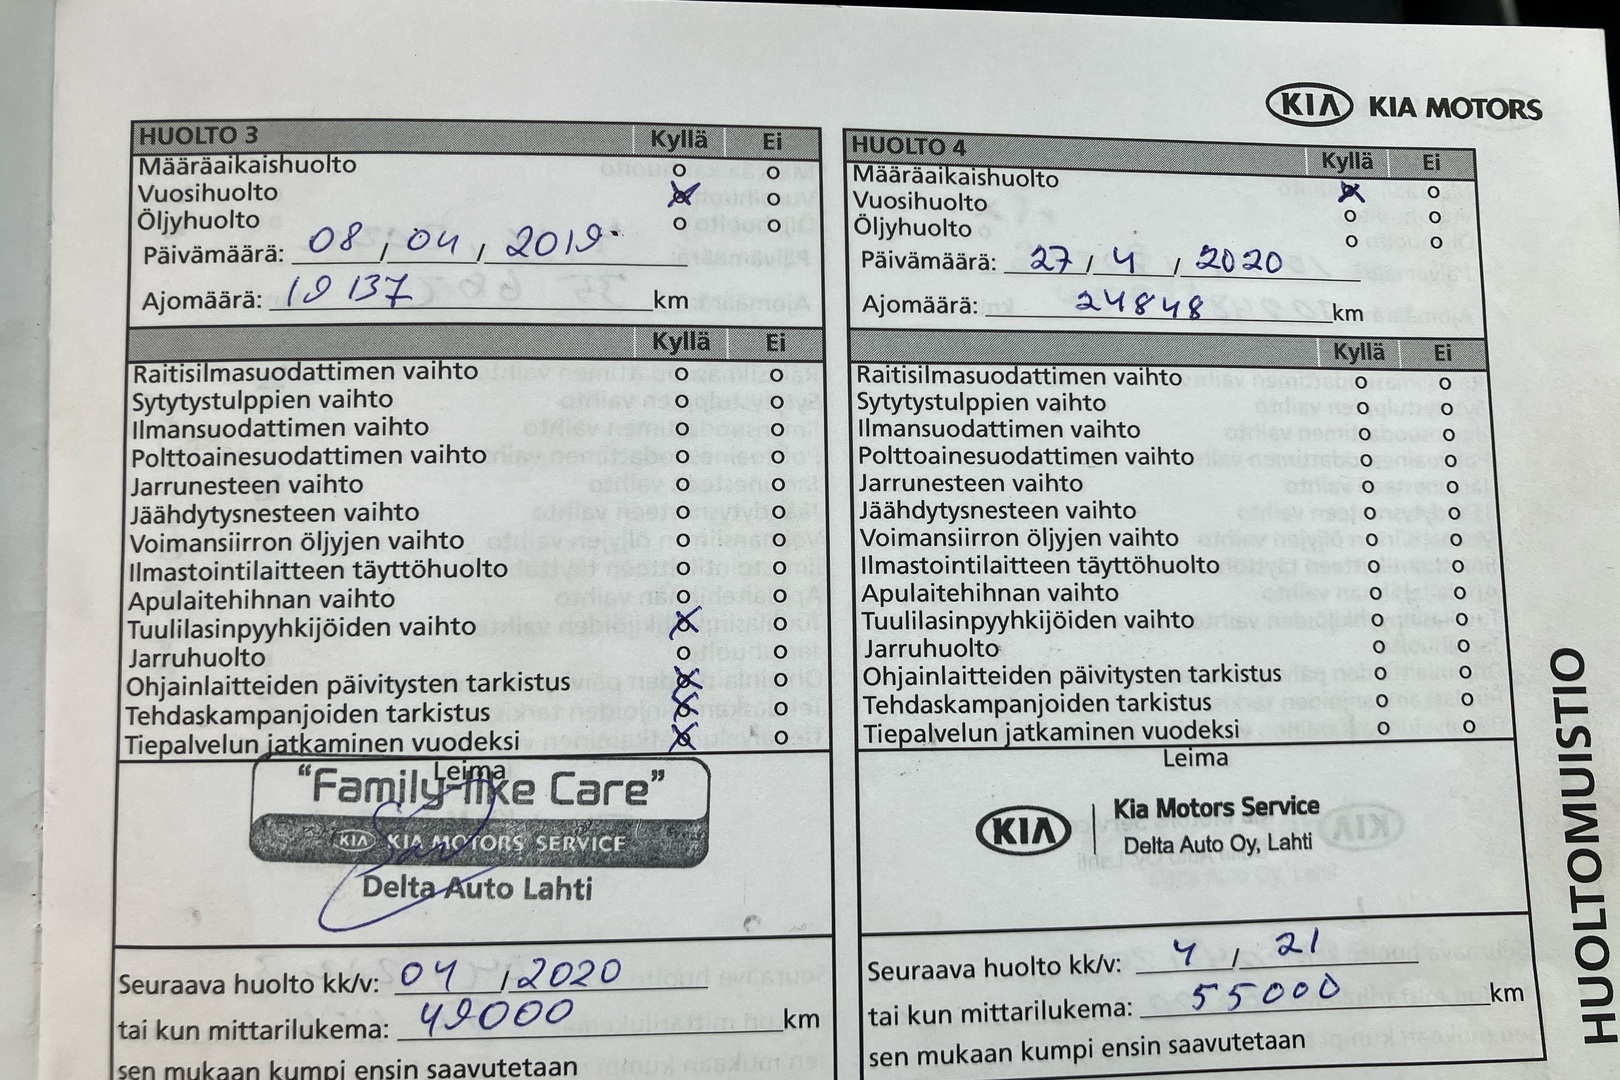 KIA KIA MOTORS
HUOLTO 3 Kyllä Ei
Määräaikaishuolto o o
Vuosihuolto x o
Öljyhuolto o o
Päivämäärä: 08 / 04 / 2019
Ajomäärä: 19 137 km
Kyllä Ei
Raitisilmasuodattimen vaihto o o
Sytytystulppien vaihto o o
Ilmansuodattimen vaihto o o
Polttoainesuodattimen vaihto o o
Jarrunesteen vaihto o o
Jäähdytysnesteen vaihto o o
Voimansiirron öljyjen vaihto o o
Ilmastointilaitteen täyttöhuolto o o
Apulaitehihnan vaihto o o
Tuulilasinpyyhkijöiden vaihto x o
Jarruhuolto o o
Ohjainlaitteiden päivitysten tarkistus x o
Tehdaskampanjoiden tarkistus x o
Tiepalvelun jatkaminen vuodeksi x o
Leima
"Family-like Care"
KIA KIA MOTORS SERVICE
Delta Auto Lahti
Seuraava huolto kk/v: 04 / 2020
tai kun mittarilukema: 49000 km
sen mukaan kumpi ensin saavutetaan
HUOLTO 4 Kyllä Ei
Määräaikaishuolto x o
Vuosihuolto o o
Öljyhuolto o o
Päivämäärä: 27 / 4 / 2020
Ajomäärä: 24848 km
Kyllä Ei
Raitisilmasuodattimen vaihto o o
Sytytystulppien vaihto o o
Ilmansuodattimen vaihto o o
Polttoainesuodattimen vaihto o o
Jarrunesteen vaihto o o
Jäähdytysnesteen vaihto o o
Voimansiirron öljyjen vaihto o o
Ilmastointilaitteen täyttöhuolto o o
Apulaitehihnan vaihto o o
Tuulilasinpyyhkijöiden vaihto o o
Jarruhuolto o o
Ohjainlaitteiden päivitysten tarkistus o o
Tehdaskampanjoiden tarkistus o o
Tiepalvelun jatkaminen vuodeksi o o
Leima
KIA | Kia Motors Service
Delta Auto Oy, Lahti
Seuraava huolto kk/v: 4 / 21
tai kun mittarilukema: 55000 km
sen mukaan kumpi ensin saavutetaan
HUOLTOMUISTIO